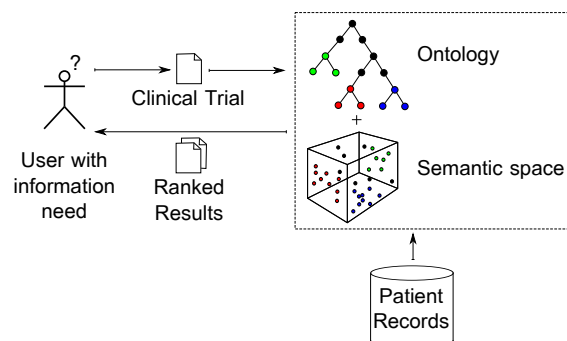 ?
Clinical Trial
User with
information
need
Ranked
Results
Ontology
+
Semantic space
Patient
Records